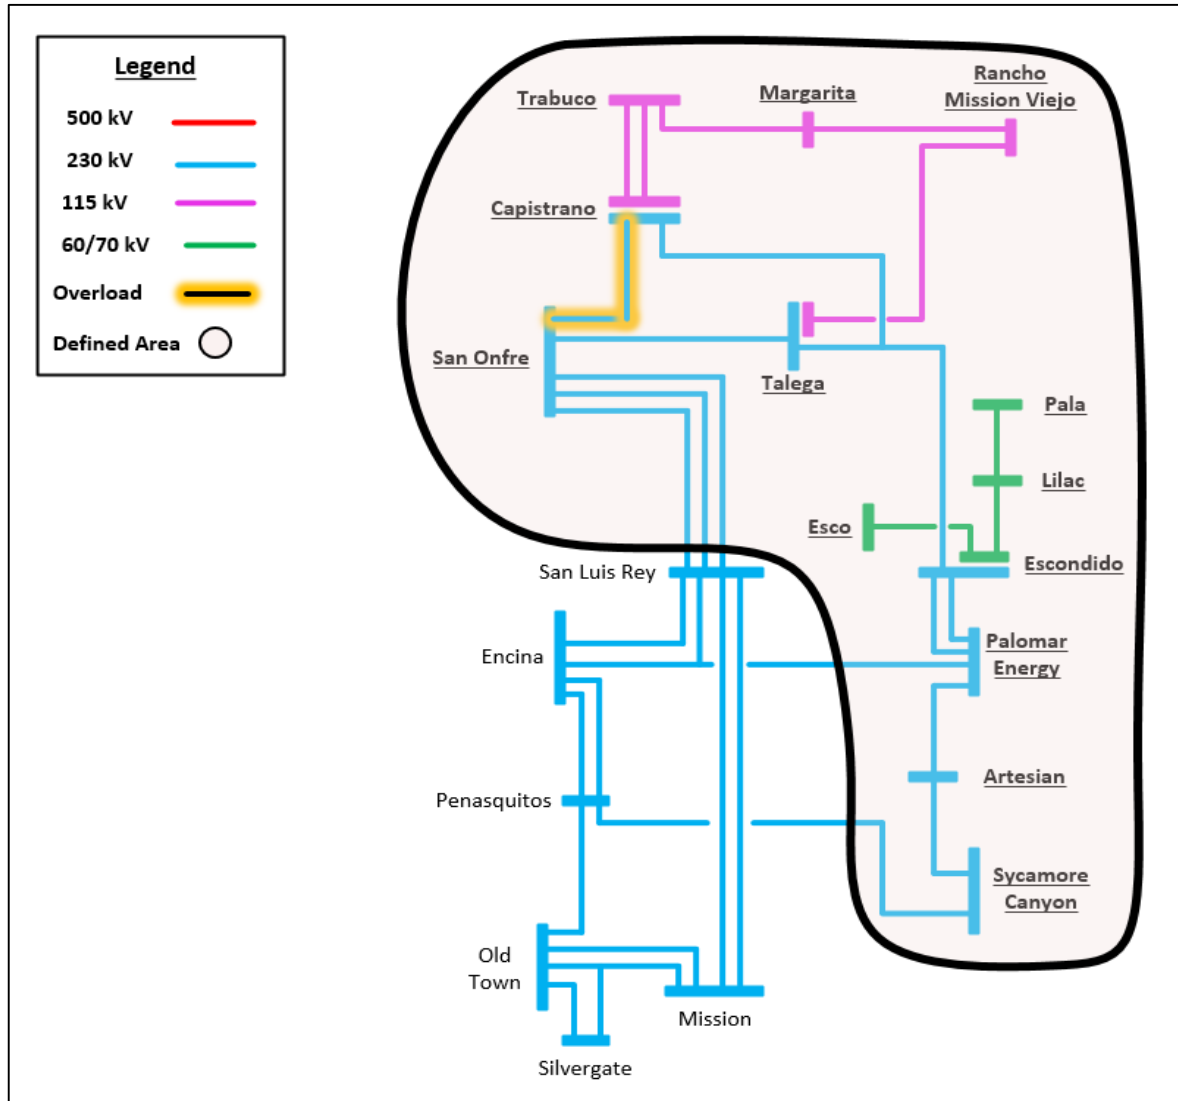 Legend
500 kV
230 kV
115 kV
60/70 kV
Overload
Defined Area
Trabuco
Margarita
Rancho
Mission Viejo
Capistrano
San Onfre
Talega
Pala
Lilac
Esco
Escondido
San Luis Rey
Encina
Palomar
Energy
Artesian
Penasquitos
Sycamore
Canyon
Old
Town
Mission
Silvergate